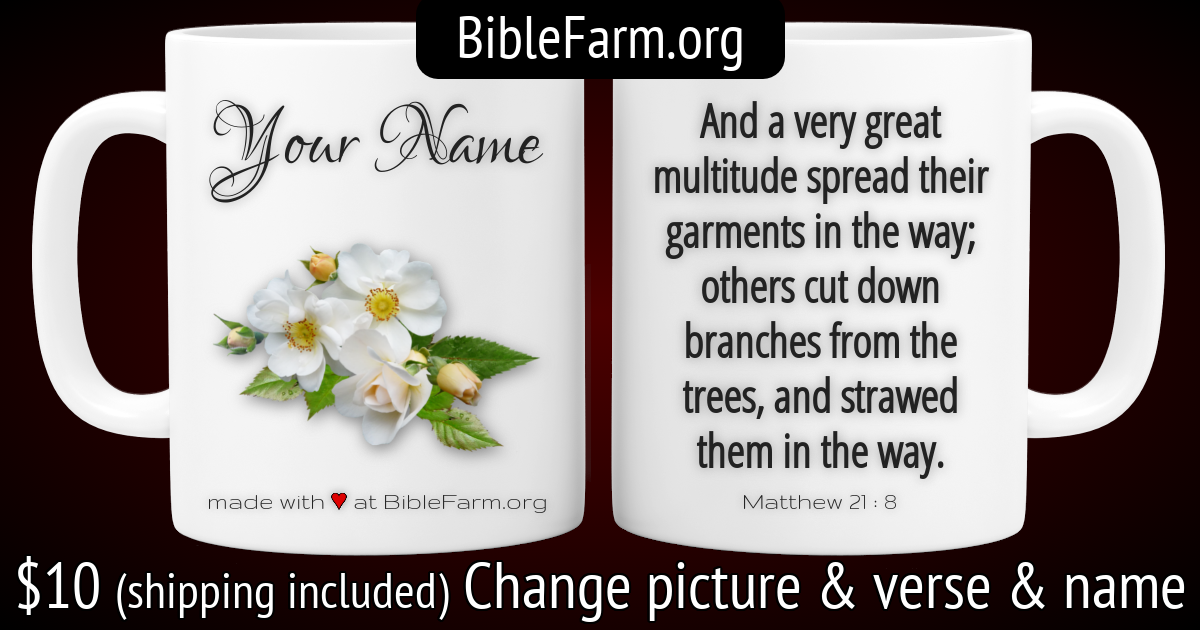 BibleFarm.org
Your Name
made with ♥ at BibleFarm.org
And a very great
multitude spread their
garments in the way;
others cut down
branches from the
trees, and strawed
them in the way.
Matthew 21 : 8
$10 (shipping included) Change picture & verse & name